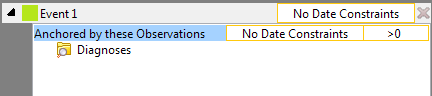 Event 1 No Date Constraints
Anchored by these Observations No Date Constraints >0
Diagnoses